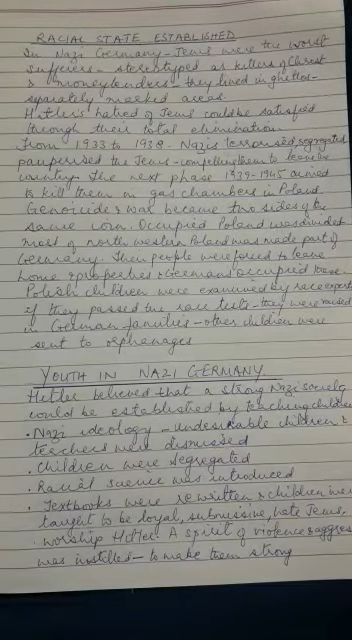 RACIAL STATE ESTABLISHED
In Nazi Germany - Jews were the worst
sufferers - stereotyped as killers of Christ
& moneylenders - they lived in ghettos -
separately marked areas.
Hitler's hatred of Jews could be satisfied
through their total elimination.
From 1933 to 1938 - Nazis terrorised, segregated
pauperised the Jews - compelling them to leave the
country. The next phase 1939-1945 aimed
to kill them in gas chambers in Poland.
Genocide & war became two sides of the
same coin. Occupied Poland was divided
most of north western Poland was made part of
Germany. Then people were forced to leave
home & properties & Germans occupied
Polish children were examined by race expert
if they passed the race tests - they were raised
in German families - other children were
sent to orphanages
YOUTH IN NAZI GERMANY
Hitler believed that a strong Nazi society
could be established by teaching children
• Nazi ideology - undesirable children &
teachers were dismissed
• Children were segregated
• Racial science was introduced
• Textbooks were rewritten & children were
taught to be loyal, submissive, hate Jews,
worship Hitler. A spirit of violence & aggress
was instilled - to make them strong